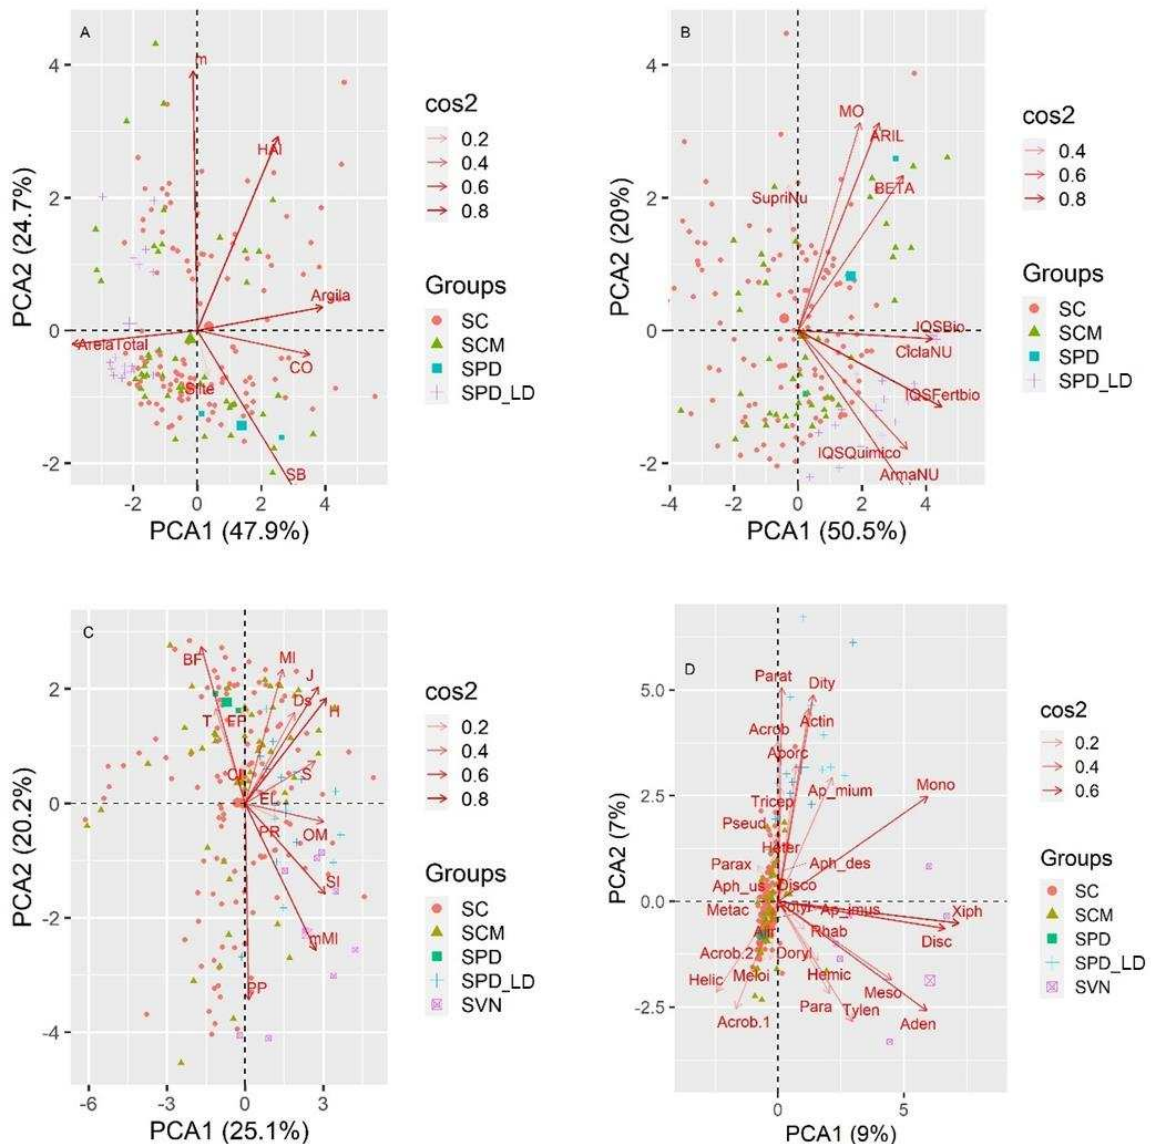 A
4
2
0
-2
-2
0
2
4
PCA1 (47.9%)
PCA2 (24.7%)
m
HAl
Argila
AreiaTotal
CO
Silte
SB
cos2
0.2
0.4
0.6
0.8
Groups
SC
SCM
SPD
SPD_LD
B
4
2
0
-2
-4
-2
0
2
4
PCA1 (50.5%)
PCA2 (20%)
MO
ARIL
BETA
SupriNu
IQSBio
CiclaNU
IQSFertbio
IQSQuimico
ArmaNU
cos2
0.4
0.6
0.8
Groups
SC
SCM
SPD
SPD_LD
C
2
0
-2
-4
-6
-3
0
3
PCA1 (25.1%)
PCA2 (20.2%)
BF
MI
J
Ds
H
T
EF
S
EL
PR
OM
SI
mMI
PP
cos2
0.2
0.4
0.6
0.8
Groups
SC
SCM
SPD
SPD_LD
SVN
D
5.0
2.5
0.0
-2.5
0
5
PCA1 (9%)
PCA2 (7%)
Parat
Dity
Acrob
Actin
Aporc
Mono
Ap_mium
Tricep
Pseud
Heter
Parax
Aph_des
Aph_us
Disco
Metac
Rotyl
Ap_mus
Xiph
Rhab
Disc
Acrob.2
Doryl
Helic
Meloi
Hemic
Meso
Acrob.1
Para
Tylen
Aden
cos2
0.2
0.4
0.6
Groups
SC
SCM
SPD
SPD_LD
SVN